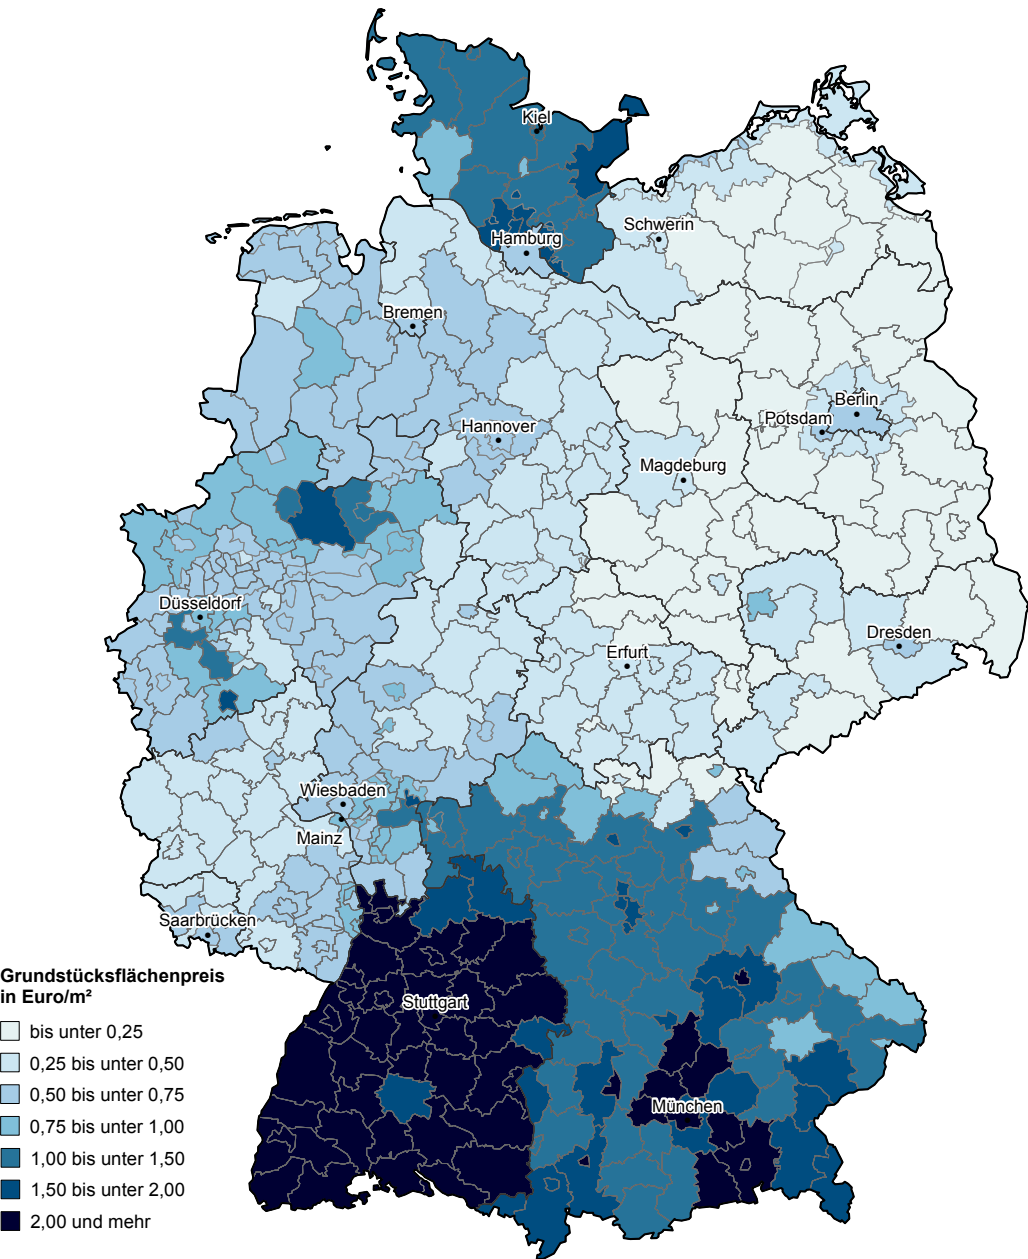 Kiel
Schwerin
Hamburg
Bremen
Berlin
Potsdam
Hannover
Magdeburg
Düsseldorf
Dresden
Erfurt
Wiesbaden
Mainz
Saarbrücken
Stuttgart
München
Grundstücksflächenpreis
in Euro/m²
bis unter 0,25
0,25 bis unter 0,50
0,50 bis unter 0,75
0,75 bis unter 1,00
1,00 bis unter 1,50
1,50 bis unter 2,00
2,00 und mehr